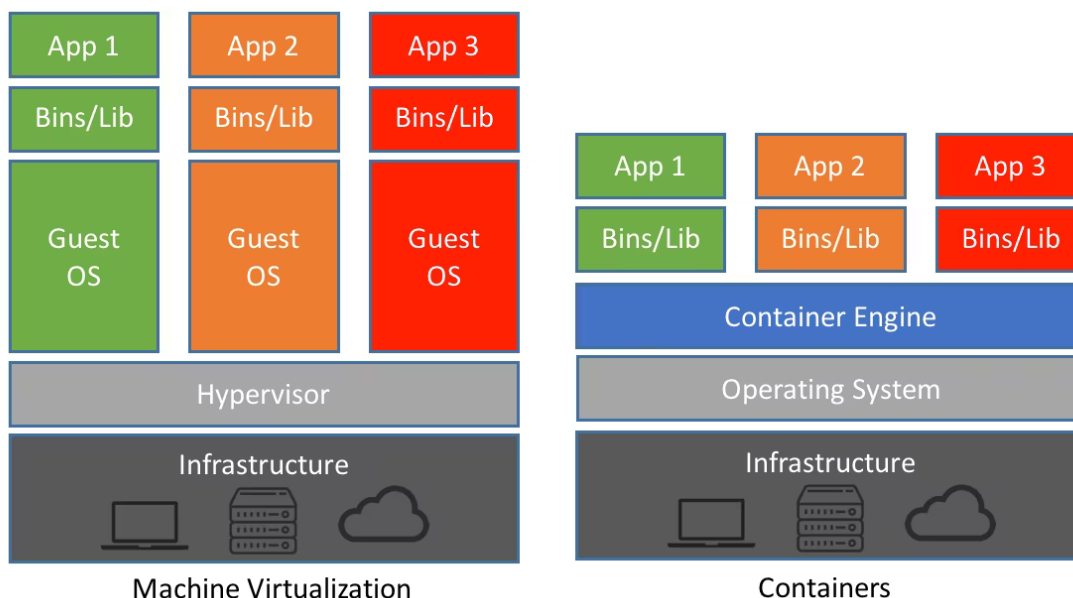 App 1
App 2
App 3
Bins/Lib
Bins/Lib
Bins/Lib
Guest
OS
Guest
OS
Guest
OS
Hypervisor
Infrastructure
Machine Virtualization
App 1
App 2
App 3
Bins/Lib
Bins/Lib
Bins/Lib
Container Engine
Operating System
Infrastructure
Containers